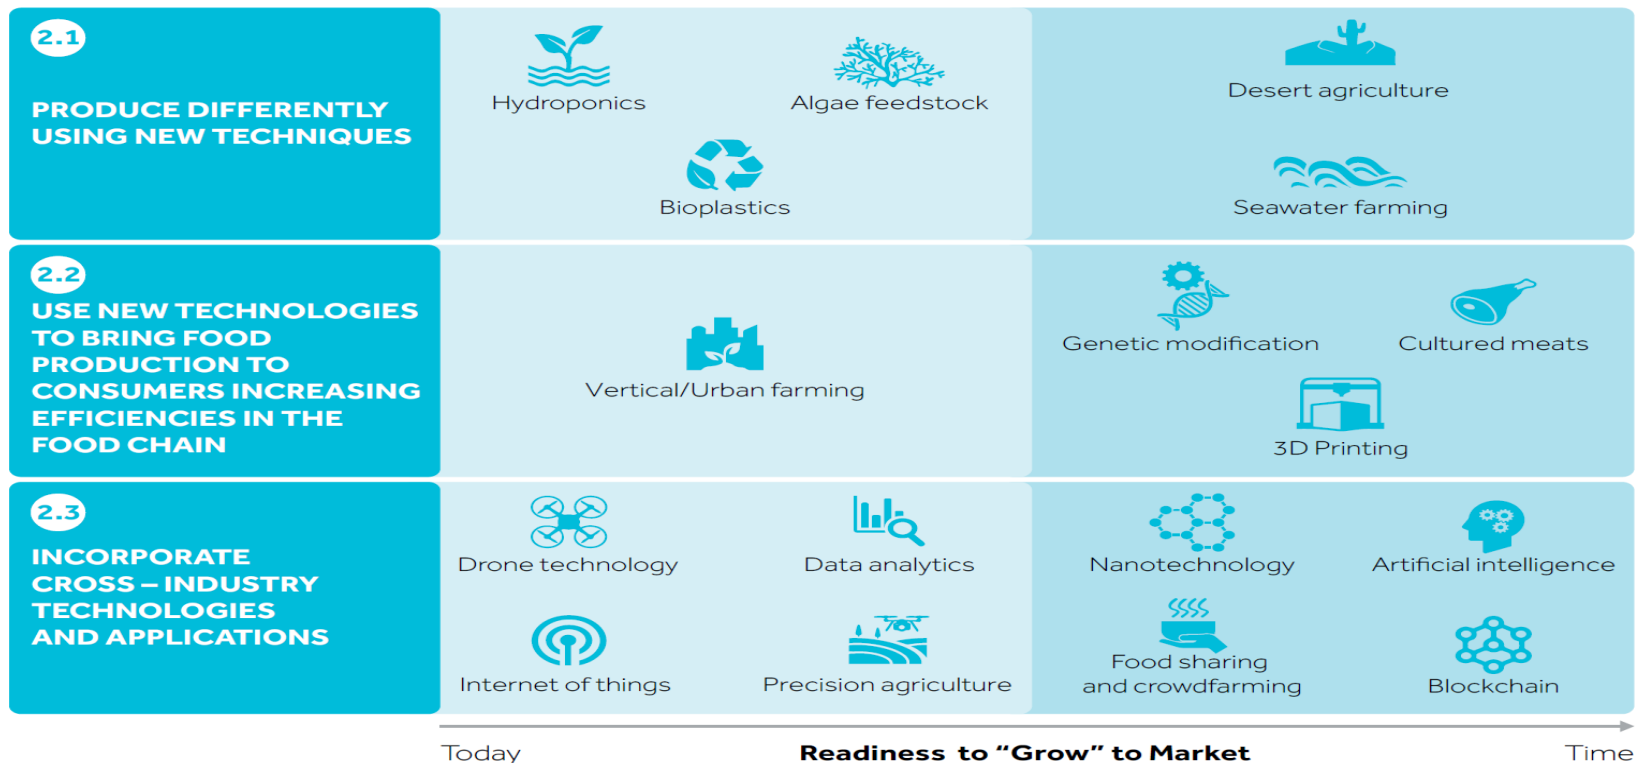 2.1
PRODUCE DIFFERENTLY
USING NEW TECHNIQUES
Hydroponics
Algae feedstock
Bioplastics
Desert agriculture
Seawater farming
2.2
USE NEW TECHNOLOGIES
TO BRING FOOD
PRODUCTION TO
CONSUMERS INCREASING
EFFICIENCIES IN THE
FOOD CHAIN
Vertical/Urban farming
Genetic modification
Cultured meats
3D Printing
2.3
INCORPORATE
CROSS – INDUSTRY
TECHNOLOGIES
AND APPLICATIONS
Drone technology
Data analytics
Internet of things
Precision agriculture
Nanotechnology
Artificial intelligence
Food sharing
and crowdfarming
Blockchain
Today
Readiness to “Grow” to Market
Time